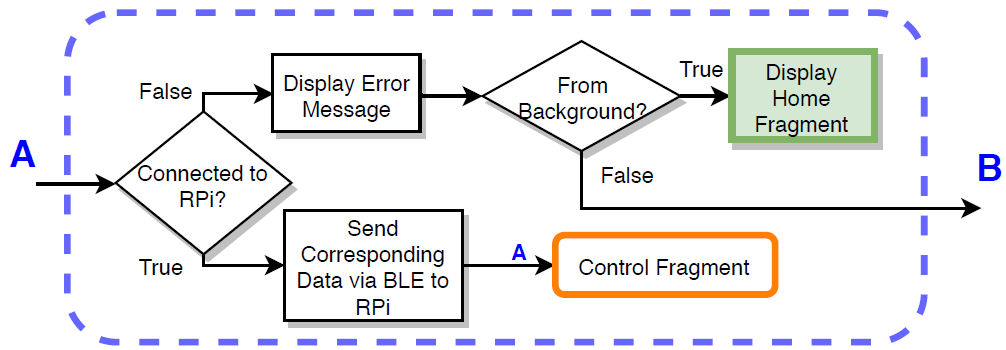 A
Connected to
RPi?
False
Display Error
Message
From
Background?
True
Display
Home
Fragment
False
B
True
Send
Corresponding
Data via BLE to
RPi
A
Control Fragment